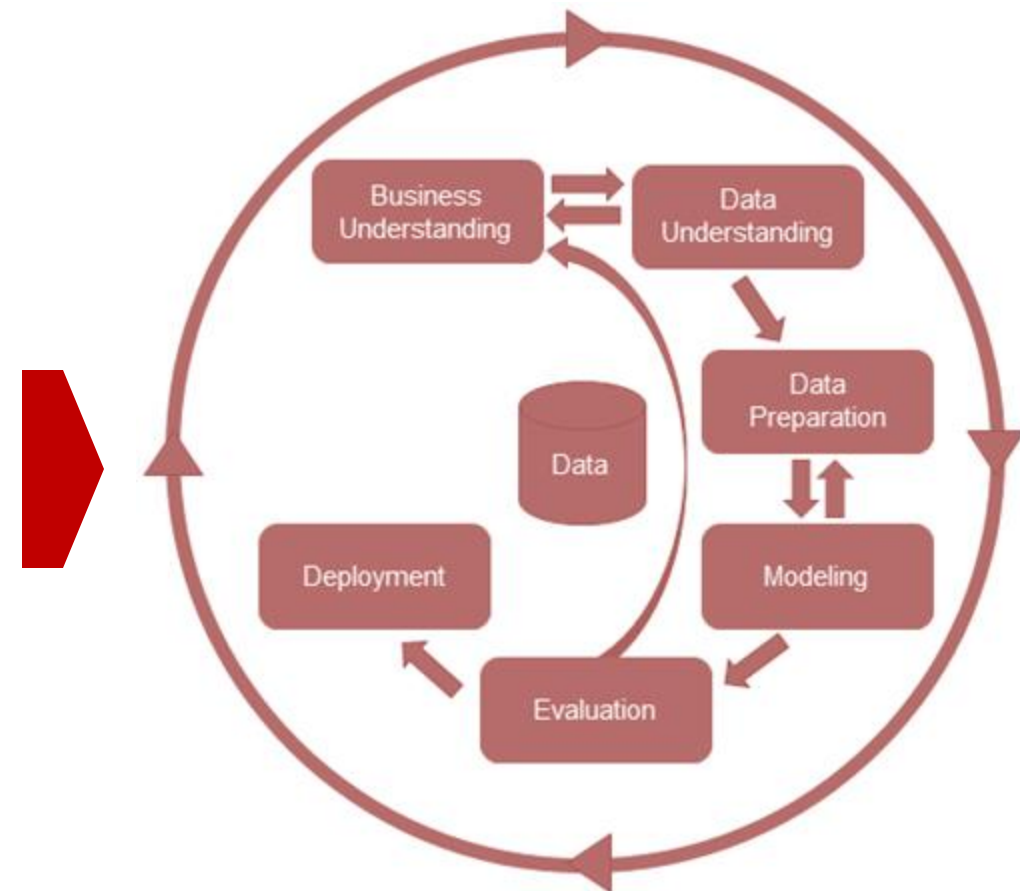 Business
Understanding
Data
Understanding
Data
Preparation
Data
Modeling
Deployment
Evaluation